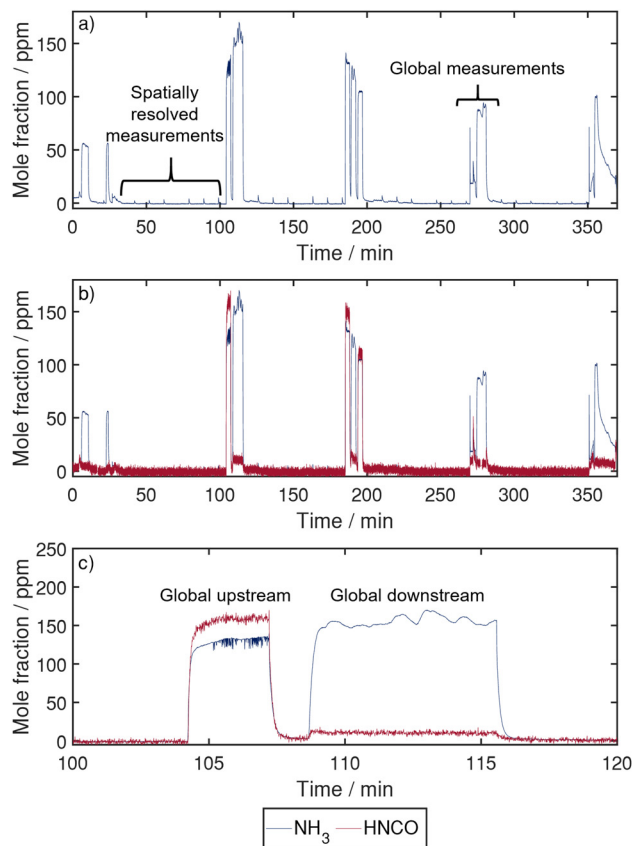 a)
Mole fraction / ppm
150
100
50
0
Spatially
resolved
measurements
Global measurements
0 50 100 150 200 250 300 350
Time / min
b)
Mole fraction / ppm
150
100
50
0
0 50 100 150 200 250 300 350
Time / min
c)
Mole fraction / ppm
250
200
150
100
50
0
Global upstream Global downstream
100 105 110 115 120
Time / min
NH₃ HNCO